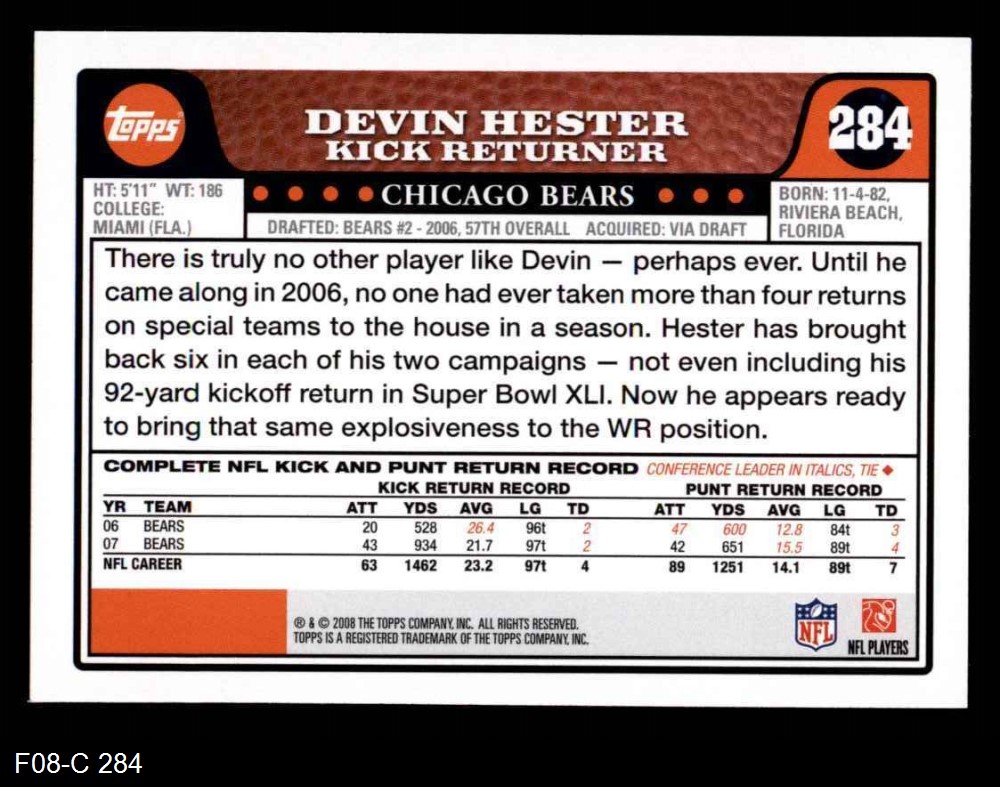 Topps
DEVIN HESTER
284
KICK RETURNER
HT: 5'11" WT: 186
COLLEGE:
MIAMI (FLA.)
CHICAGO BEARS
DRAFTED: BEARS #2 - 2006, 57TH OVERALL ACQUIRED: VIA DRAFT
BORN: 11-4-82,
RIVIERA BEACH,
FLORIDA
There is truly no other player like Devin — perhaps ever. Until he
came along in 2006, no one had ever taken more than four returns
on special teams to the house in a season. Hester has brought
back six in each of his two campaigns — not even including his
92-yard kickoff return in Super Bowl XLI. Now he appears ready
to bring that same explosiveness to the WR position.
COMPLETE NFL KICK AND PUNT RETURN RECORD CONFERENCE LEADER IN ITALICS, TIE ◆
KICK RETURN RECORD PUNT RETURN RECORD
YR TEAM ATT YDS AVG LG TD ATT YDS AVG LG TD
06 BEARS 20 528 26.4 96t 2 47 600 12.8 84t 3
07 BEARS 43 934 21.7 97t 2 42 651 15.5 89t 4
NFL CAREER 63 1462 23.2 97t 4 89 1251 14.1 89t 7
® & © 2008 THE TOPPS COMPANY, INC. ALL RIGHTS RESERVED.
TOPPS IS A REGISTERED TRADEMARK OF THE TOPPS COMPANY, INC.
NFL
NFL PLAYERS
F08-C 284